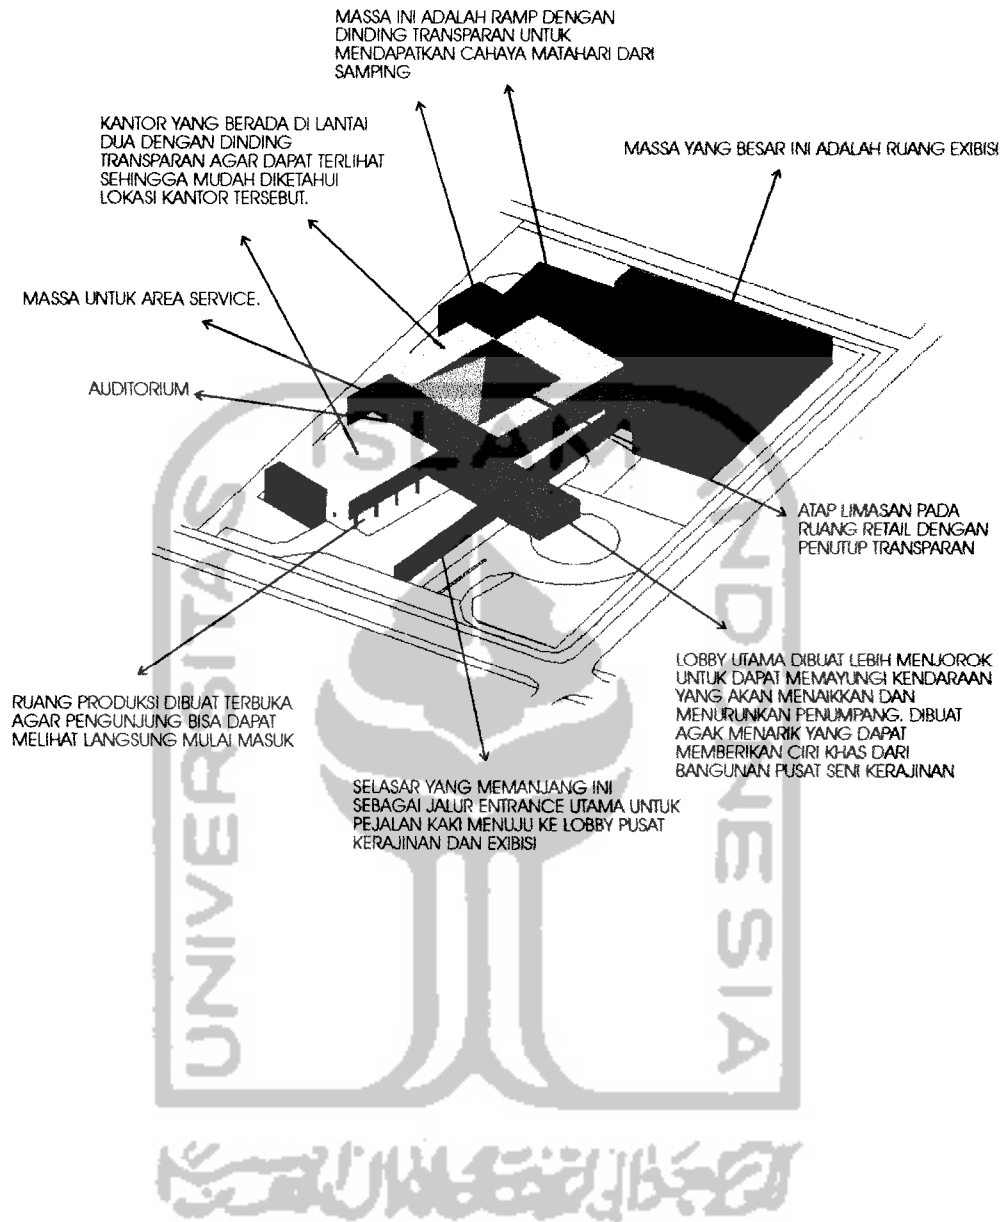 MASSA INI ADALAH RAMP DENGAN
DINDING TRANSPARAN UNTUK
MENDAPATKAN CAHAYA MATAHARI DARI
SAMPING
KANTOR YANG BERADA DI LANTAI
DUA DENGAN DINDING
TRANSPARAN AGAR DAPAT TERLIHAT
SEHINGGA MUDAH DIKETAHUI
LOKASI KANTOR TERSEBUT.
MASSA YANG BESAR INI ADALAH RUANG EXIBISI
MASSA UNTUK AREA SERVICE.
AUDITORIUM
ATAP LIMASAN PADA
RUANG RETAIL DENGAN
PENUTUP TRANSPARAN
LOBBY UTAMA DIBUAT LEBIH MENJOROK
UNTUK DAPAT MEMAYUNGI KENDARAAN
YANG AKAN MENAIKKAN DAN
MENURUNKAN PENUMPANG. DIBUAT
AGAK MENARIK YANG DAPAT
MEMBERIKAN CIRI KHAS DARI
BANGUNAN PUSAT SENI KERAJINAN
RUANG PRODUKSI DIBUAT TERBUKA
AGAR PENGUNJUNG BISA DAPAT
MELIHAT LANGSUNG MULAI MASUK
SELASAR YANG MEMANJANG INI
SEBAGAI JALUR ENTRANCE UTAMA UNTUK
PEJALAN KAKI MENUJU KE LOBBY PUSAT
KERAJINAN DAN EXIBISI
UNIVERSITAS
ISLAM
INDONESIA